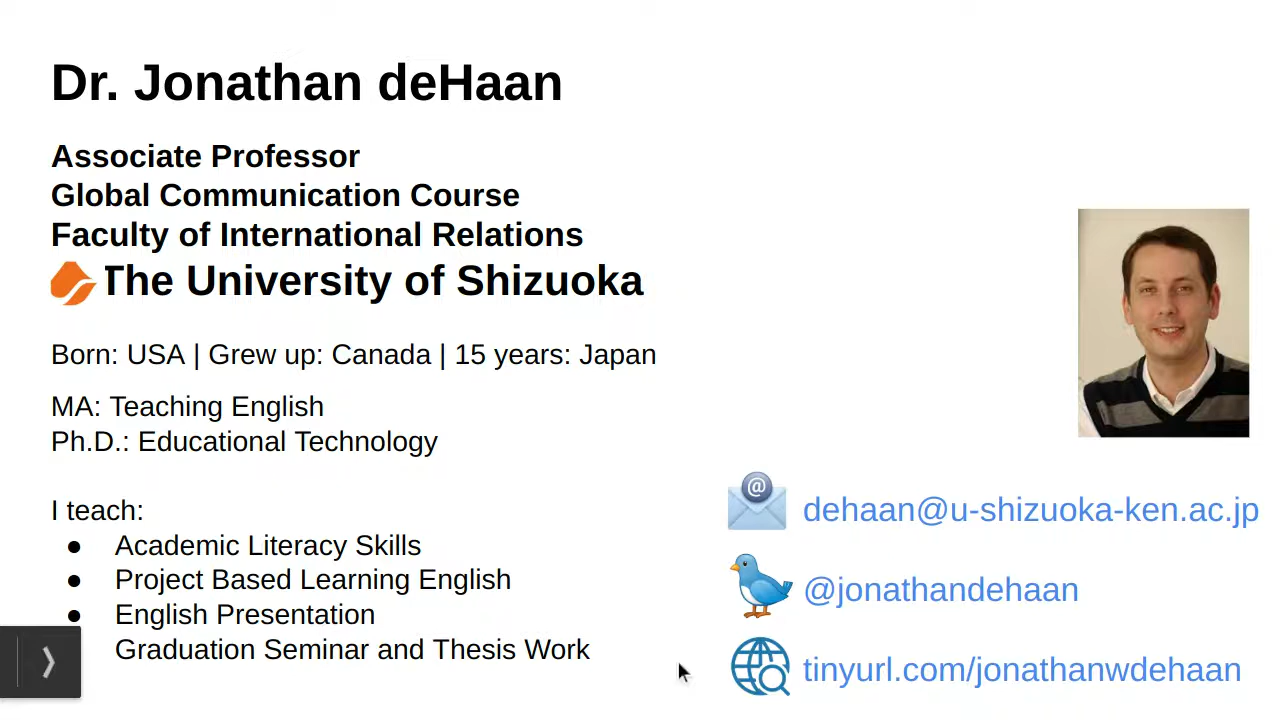 Dr. Jonathan deHaan
Associate Professor
Global Communication Course
Faculty of International Relations
The University of Shizuoka
Born: USA | Grew up: Canada | 15 years: Japan
MA: Teaching English
Ph.D.: Educational Technology
I teach:
● Academic Literacy Skills
● Project Based Learning English
● English Presentation
Graduation Seminar and Thesis Work
@
dehaan@u-shizuoka-ken.ac.jp
@jonathandehaan
tinyurl.com/jonathanwdehaan